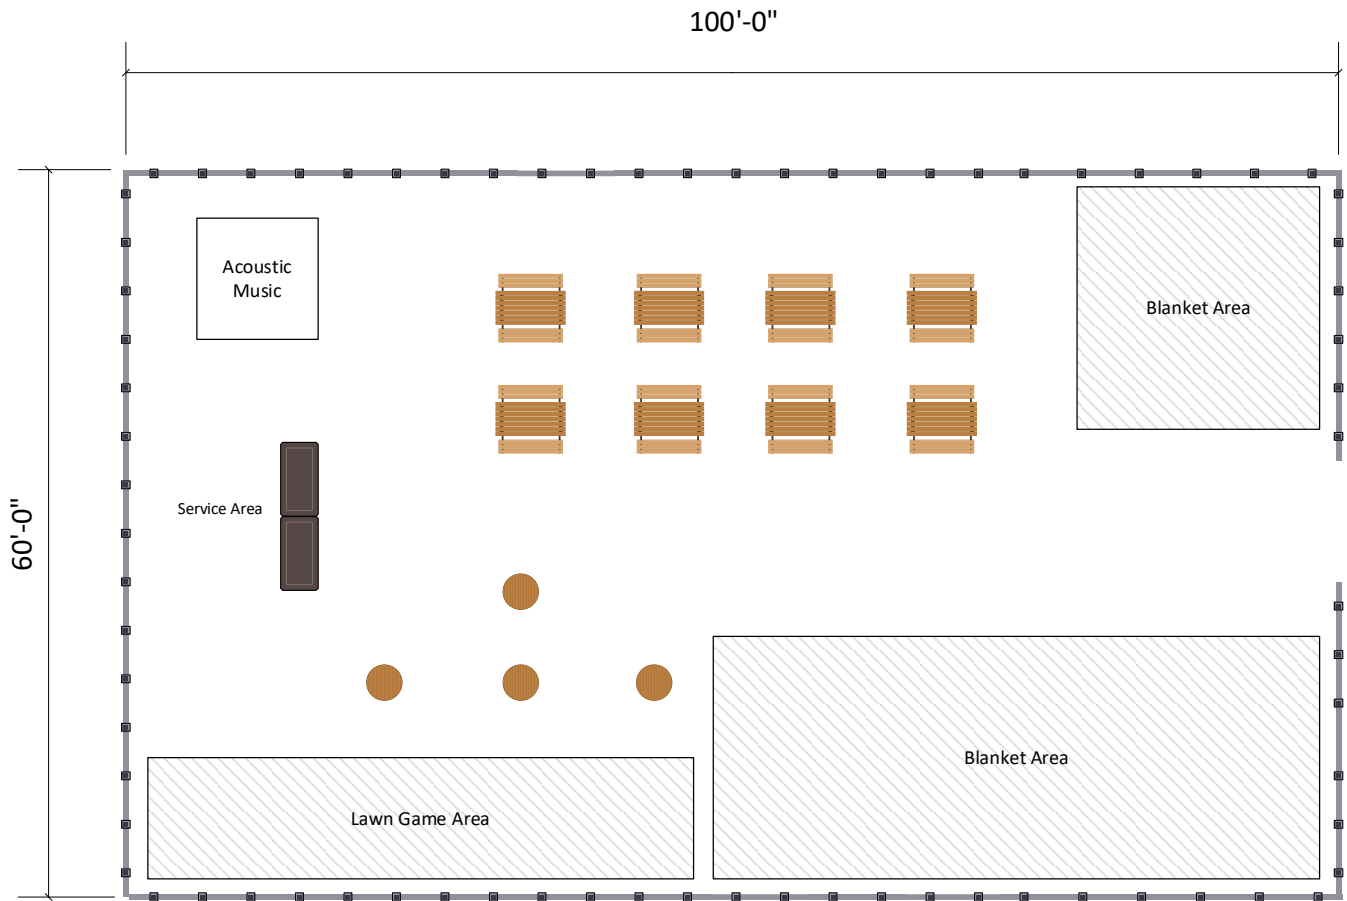 100'-0"
Acoustic
Music
Blanket Area
Service Area
60'-0"
Blanket Area
Lawn Game Area